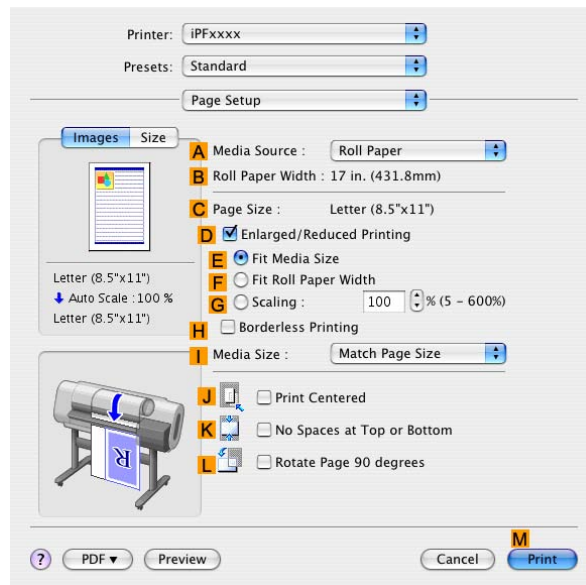 Printer: iPFxxxx
Presets: Standard
Page Setup
Images Size
A Media Source : Roll Paper
B Roll Paper Width : 17 in. (431.8mm)
C Page Size : Letter (8.5"x11")
D Enlarged/Reduced Printing
E Fit Media Size
F Fit Roll Paper Width
G Scaling : 100 % (5 - 600%)
H Borderless Printing
I Media Size : Match Page Size
Letter (8.5"x11")
Auto Scale :100 %
Letter (8.5"x11")
J Print Centered
K No Spaces at Top or Bottom
L Rotate Page 90 degrees
R
M
? PDF▼ Preview Cancel Print